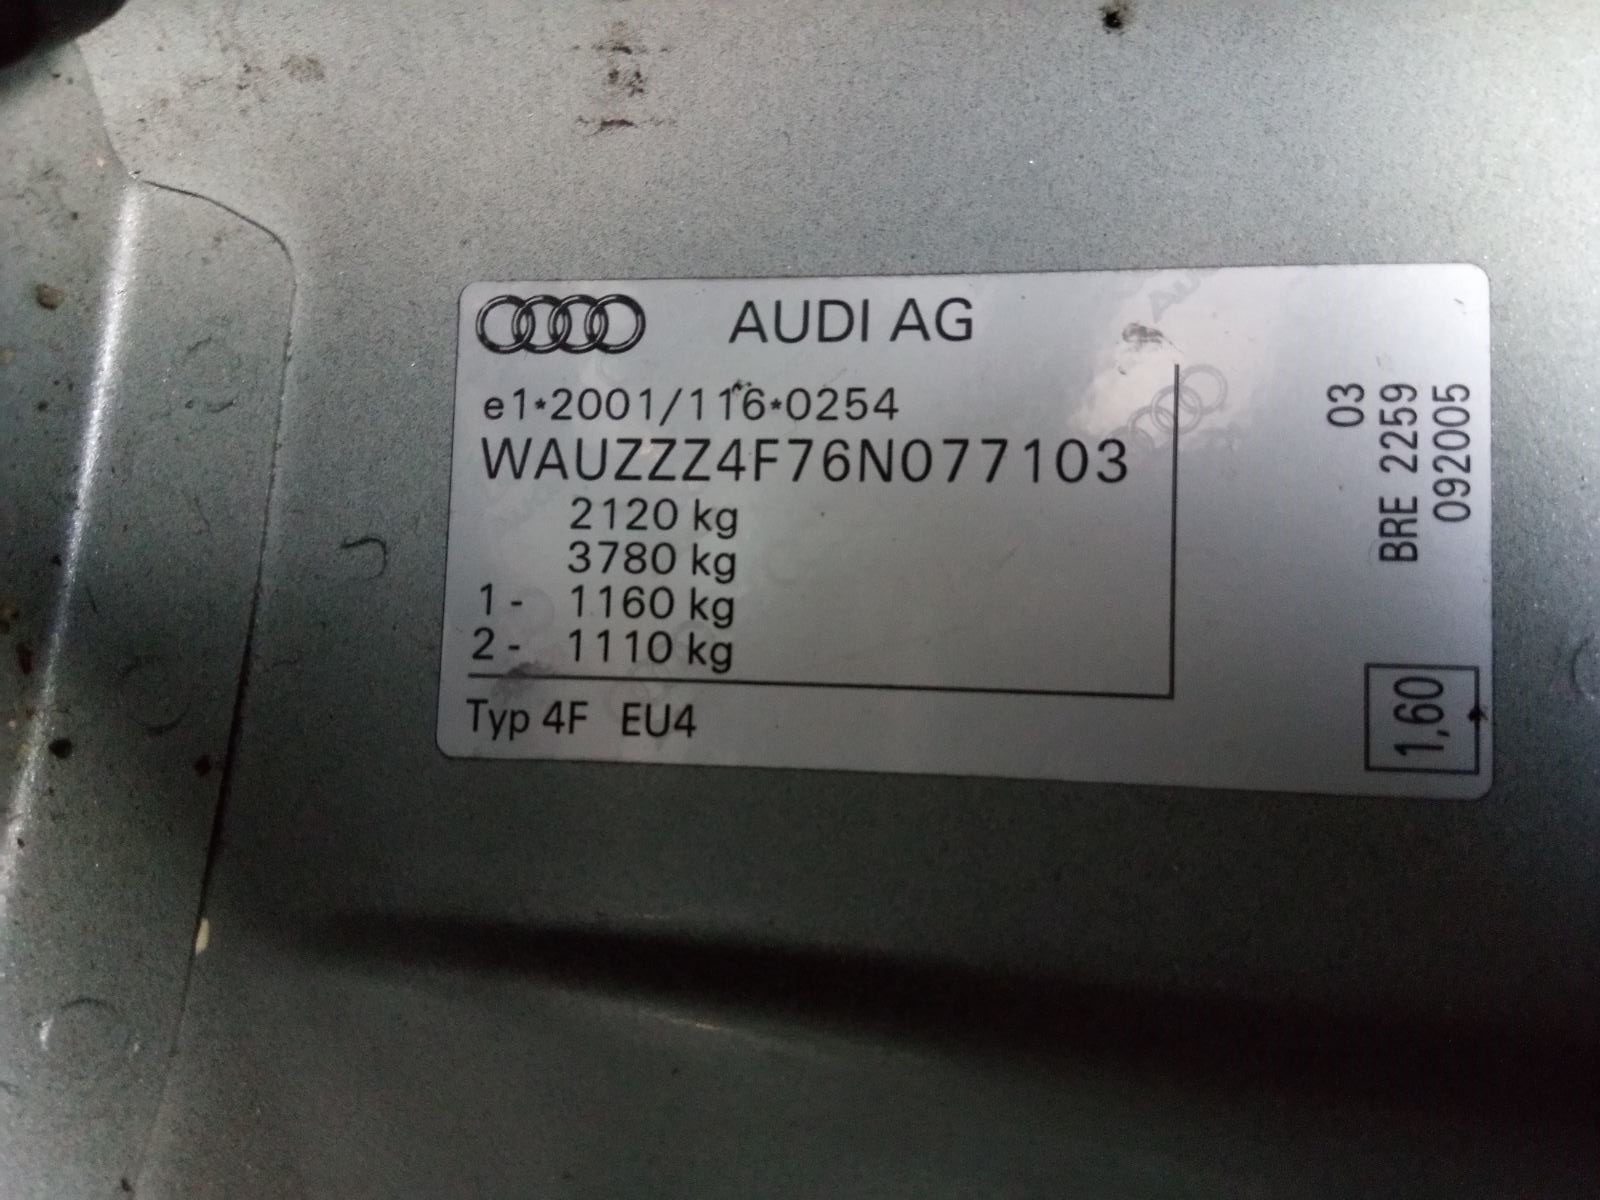 AUDI AG
e1*2001/116*0254
WAUZZZ4F76N077103
2120 kg
3780 kg
1 - 1160 kg
2 - 1110 kg
Typ 4F EU4
03
BRE 2259
092005
1,60